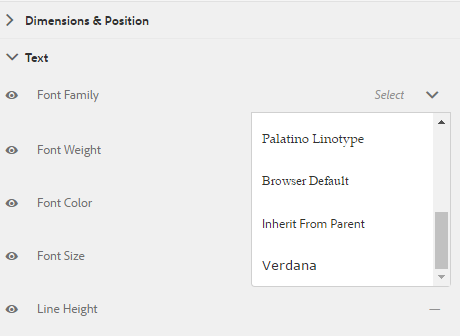 Dimensions & Position
Text
Font Family
Select
Palatino Linotype
Font Weight
Browser Default
Font Color
Inherit From Parent
Font Size
Verdana
Line Height
—